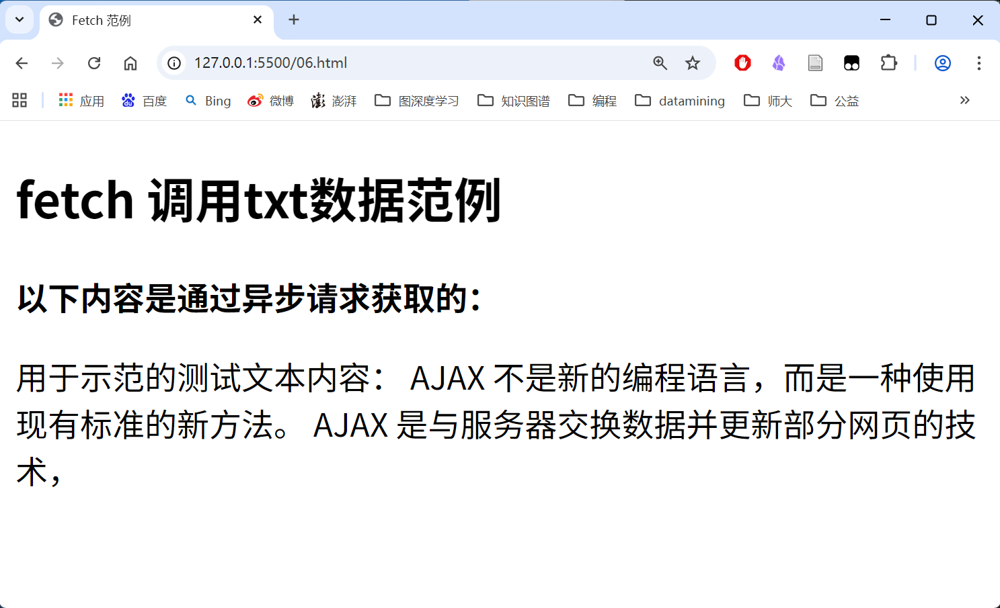 Fetch 范例
127.0.0.1:5500/06.html
应用 百度 Bing 微博 澎湃 图深度学习 知识图谱 编程 datamining 师大 公益
fetch 调用txt数据范例
以下内容是通过异步请求获取的：
用于示范的测试文本内容： AJAX 不是新的编程语言，而是一种使用
现有标准的新方法。 AJAX 是与服务器交换数据并更新部分网页的技
术，